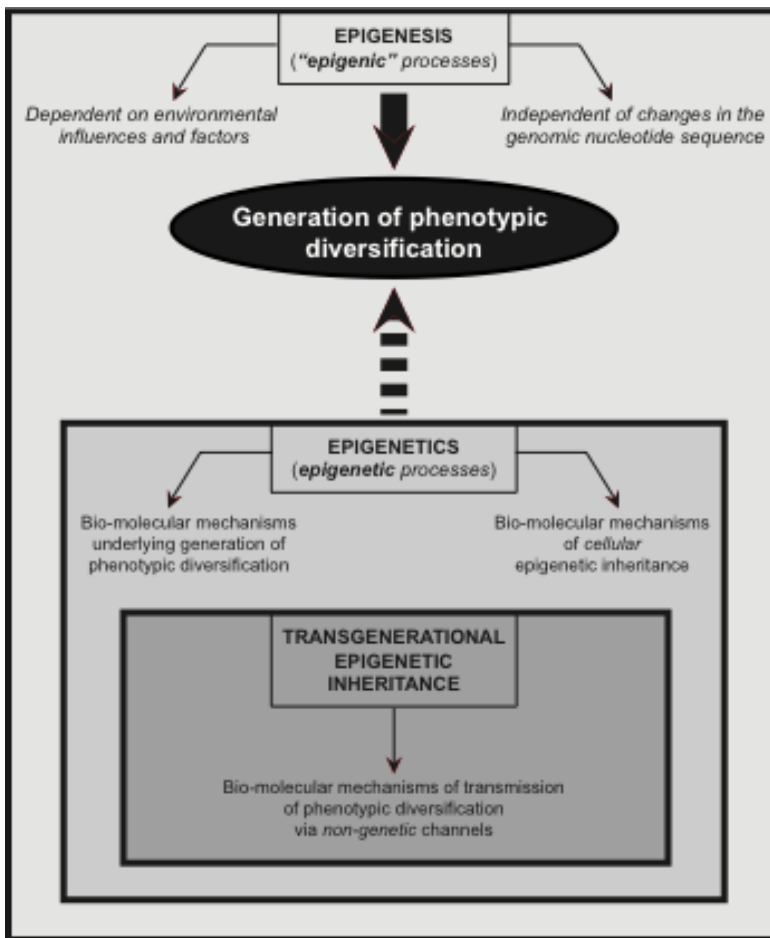 EPIGENESIS
(“epigenic” processes)
Dependent on environmental
influences and factors
Independent of changes in the
genomic nucleotide sequence
Generation of phenotypic
diversification
EPIGENETICS
(epigenetic processes)
Bio-molecular mechanisms
underlying generation of
phenotypic diversification
Bio-molecular mechanisms
of cellular
epigenetic inheritance
TRANSGENERATIONAL
EPIGENETIC
INHERITANCE
Bio-molecular mechanisms of transmission
of phenotypic diversification
via non-genetic channels